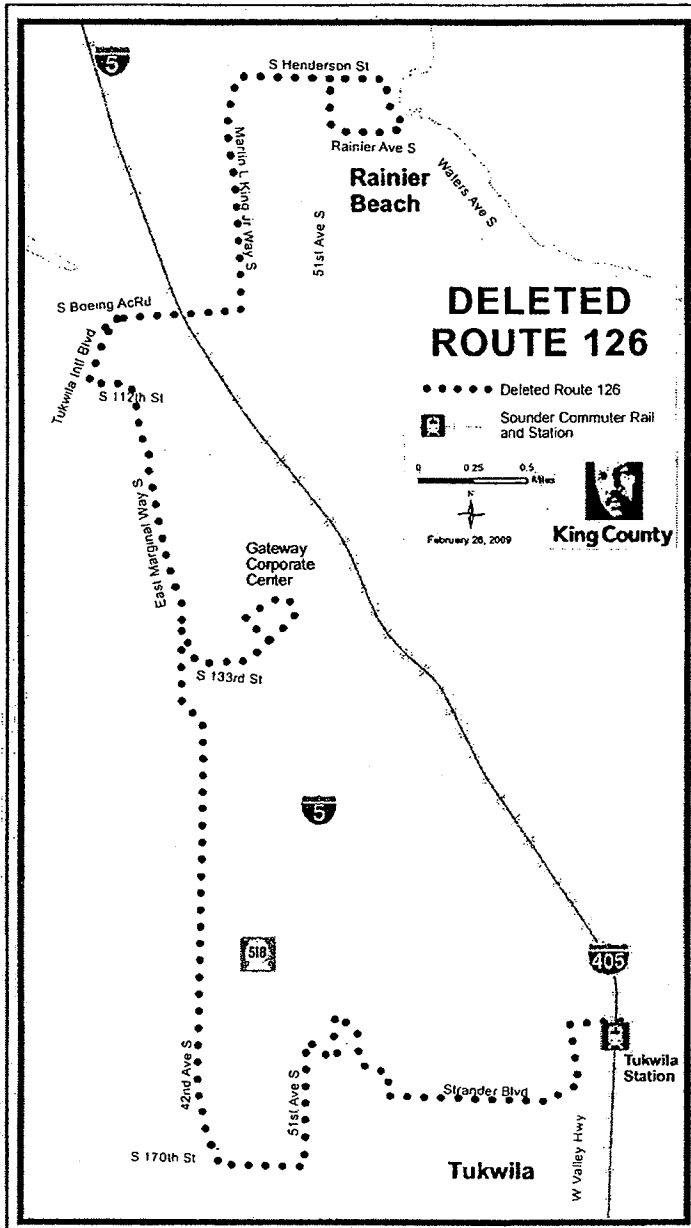 5
S Henderson St
Martin L King Jr Way S
Rainier Ave S
Rainier
Beach
Waters Ave S
51st Ave S
S Boeing AcRd
Tukwila Intl Blvd
S 112th St
DELETED
ROUTE 126
Deleted Route 126
Sounder Commuter Rail
and Station
0 0.25 0.5
Miles
N
February 26, 2009
King County
East Marginal Way S
Gateway
Corporate
Center
S 133rd St
5
518
405
42nd Ave S
51st Ave S
Strander Blvd
Tukwila
Station
S 170th St
Tukwila
W Valley Hwy